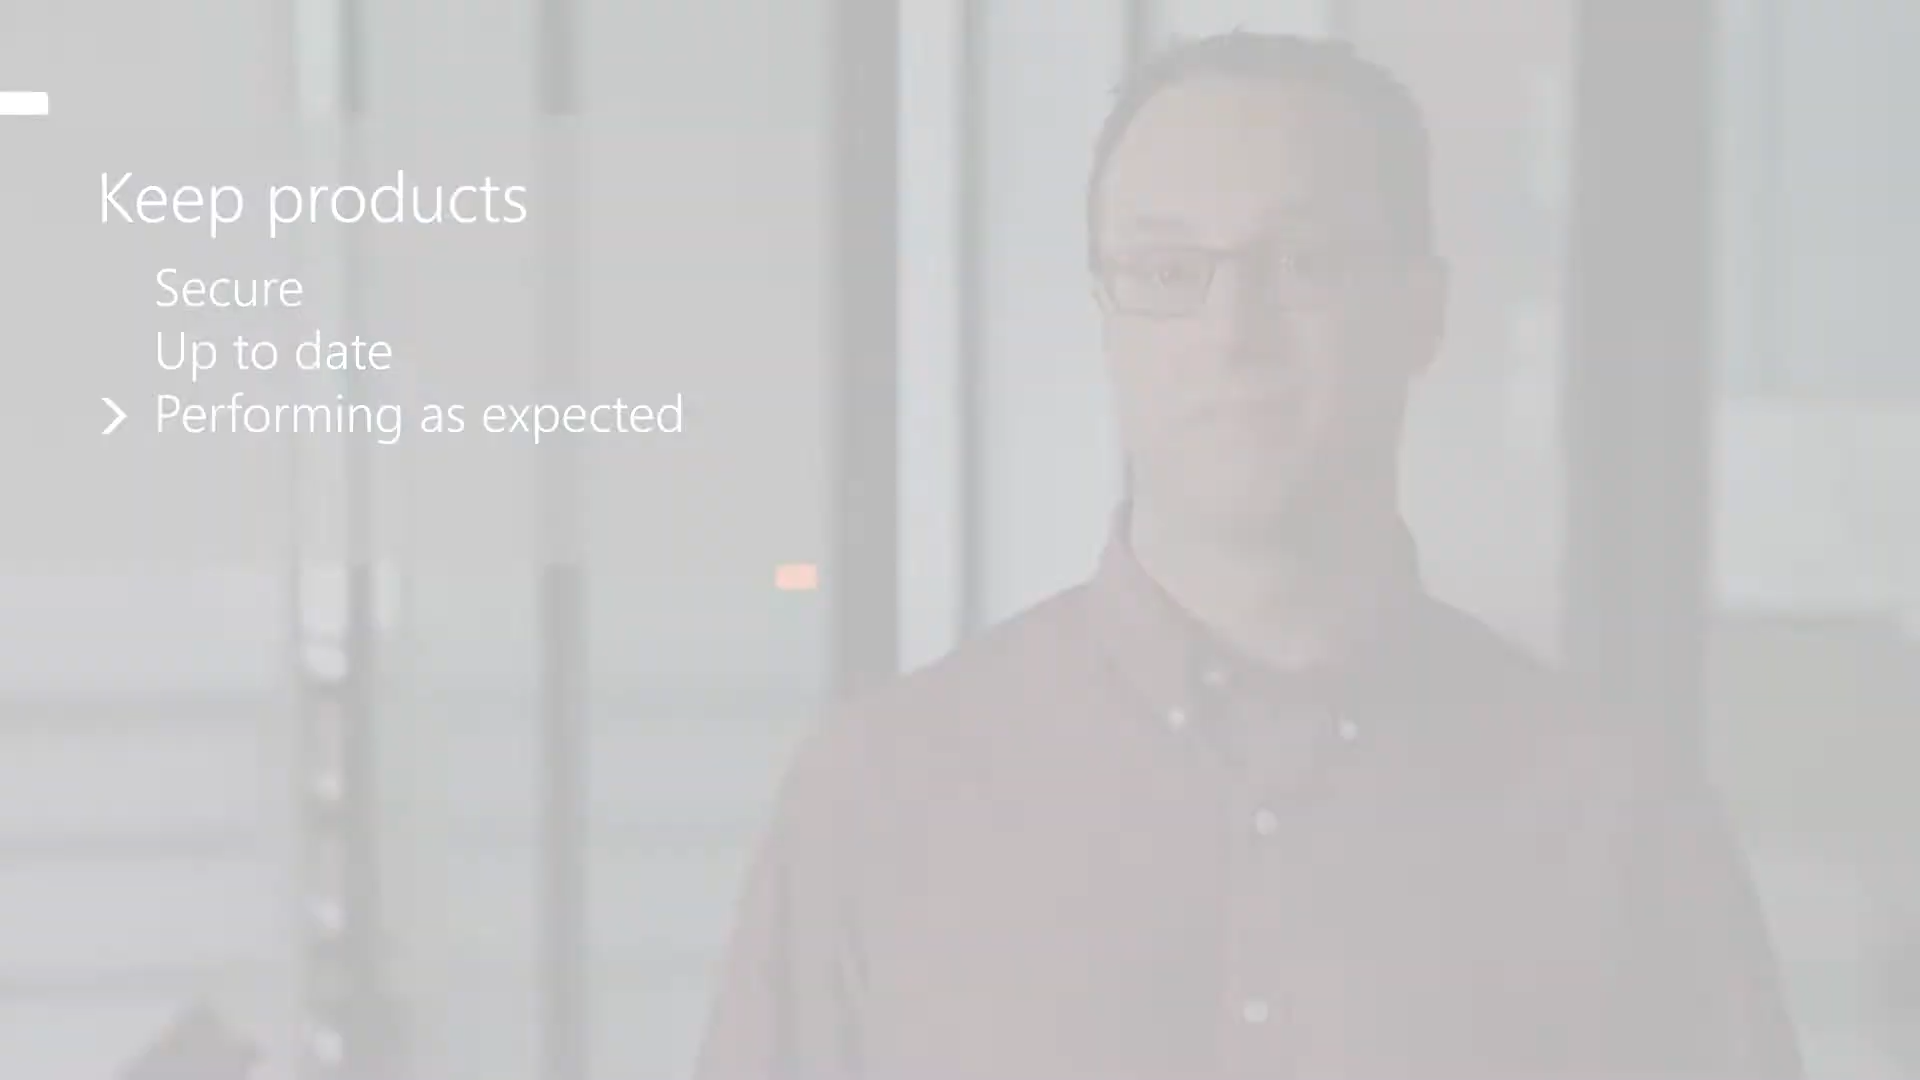 Keep products
Secure
Up to date
Performing as expected